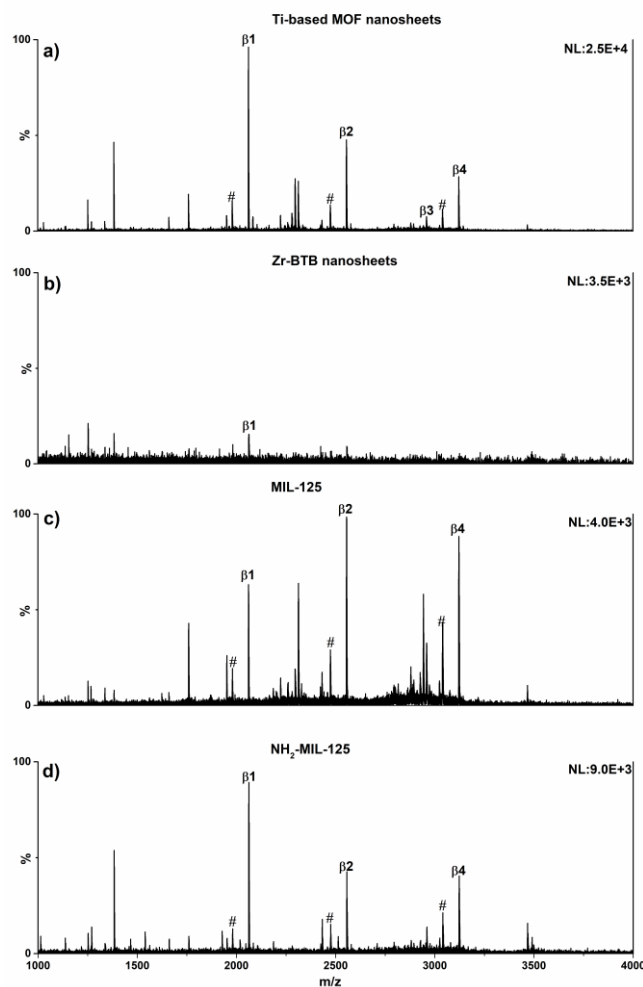 Ti-based MOF nanosheets
a)
NL:2.5E+4
100
%
0
β1
β2
β3
β4
#
#
#
Zr-BTB nanosheets
b)
NL:3.5E+3
100
%
0
β1
MIL-125
c)
NL:4.0E+3
100
%
0
β1
β2
β4
#
#
#
NH2-MIL-125
d)
NL:9.0E+3
100
%
0
β1
β2
β4
#
#
#
1000 1500 2000 2500 3000 3500 4000
m/z